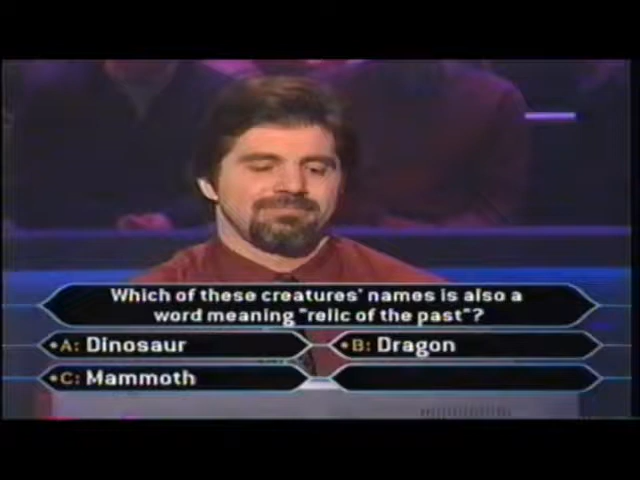 Which of these creatures' names is also a
word meaning "relic of the past"?
A: Dinosaur
B: Dragon
C: Mammoth